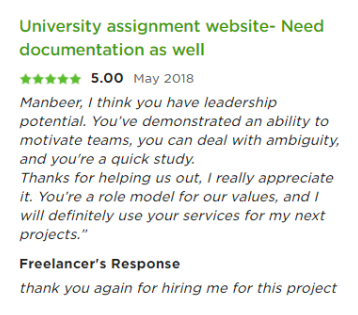 University assignment website- Need
documentation as well
5.00 May 2018
Manbeer, I think you have leadership
potential. You've demonstrated an ability to
motivate teams, you can deal with ambiguity,
and you're a quick study.
Thanks for helping us out, I really appreciate
it. You're a role model for our values, and I
will definitely use your services for my next
projects.”
Freelancer's Response
thank you again for hiring me for this project